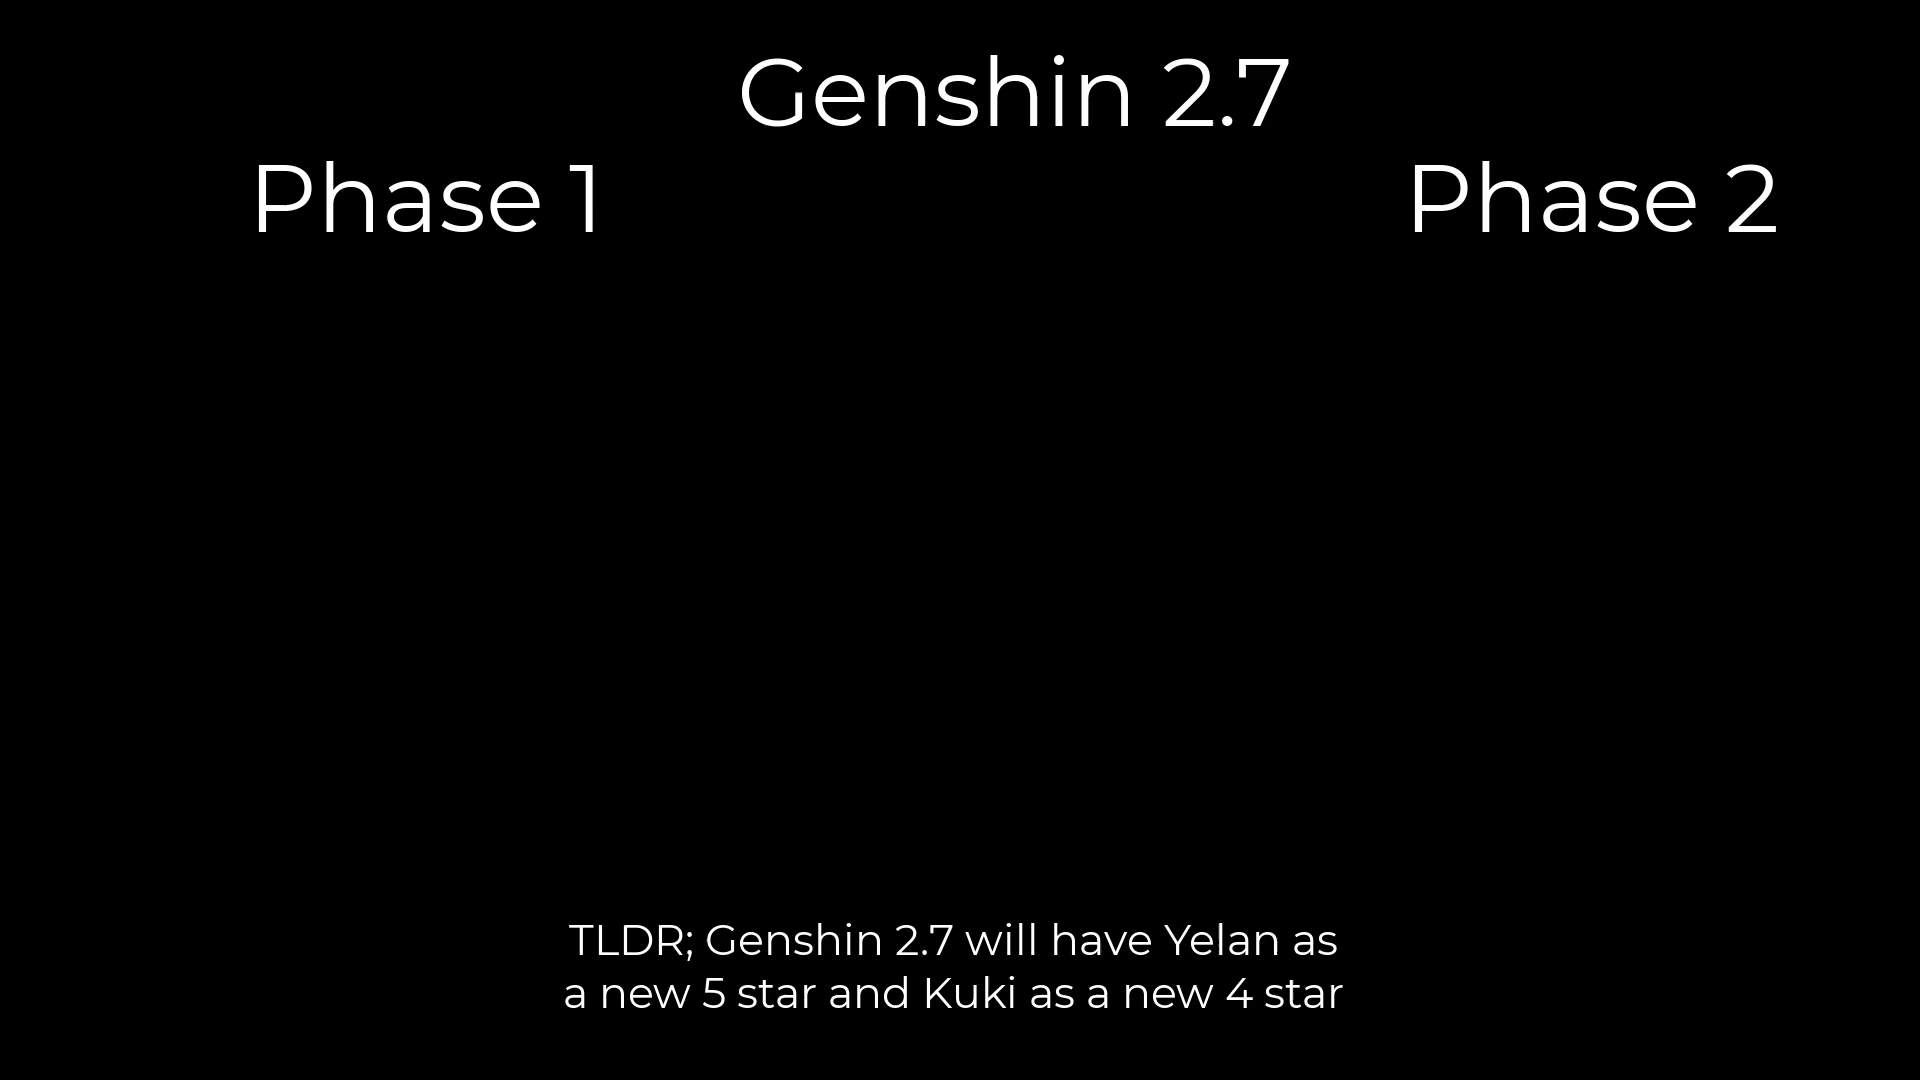 Genshin 2.7
Phase 1
Phase 2
TLDR; Genshin 2.7 will have Yelan as
a new 5 star and Kuki as a new 4 star